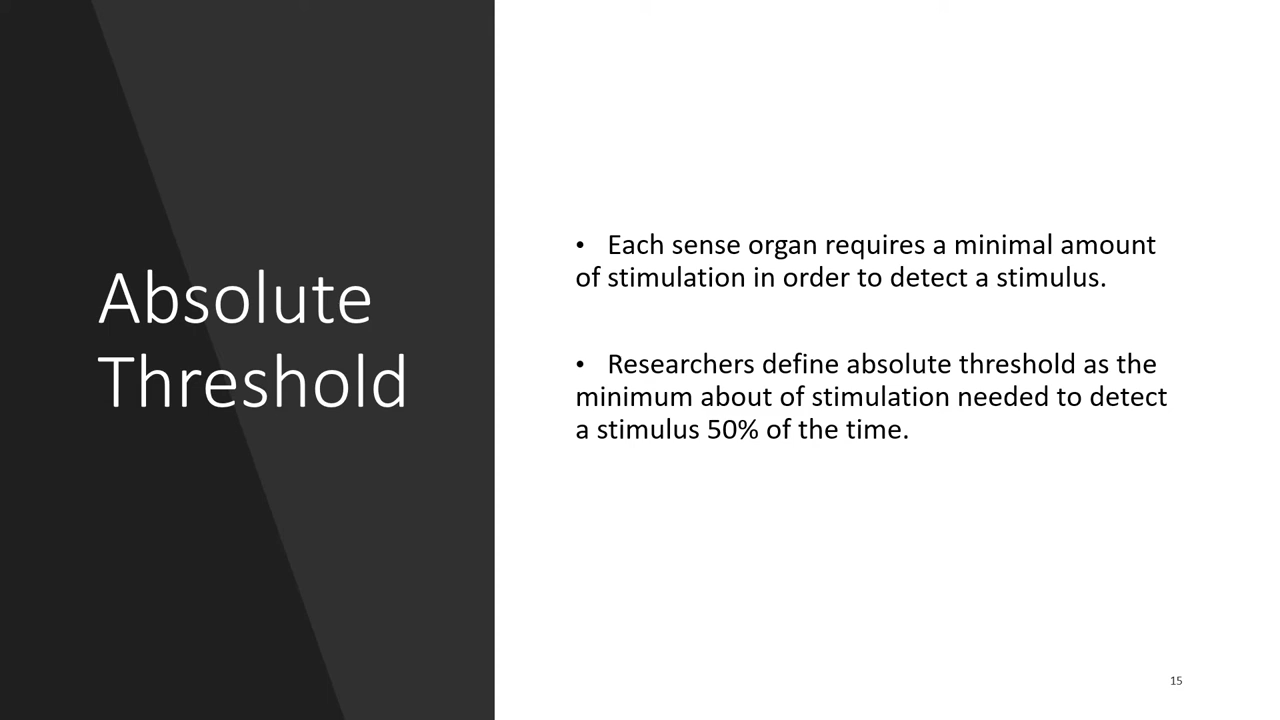 Absolute
Threshold
• Each sense organ requires a minimal amount
of stimulation in order to detect a stimulus.
• Researchers define absolute threshold as the
minimum about of stimulation needed to detect
a stimulus 50% of the time.
15